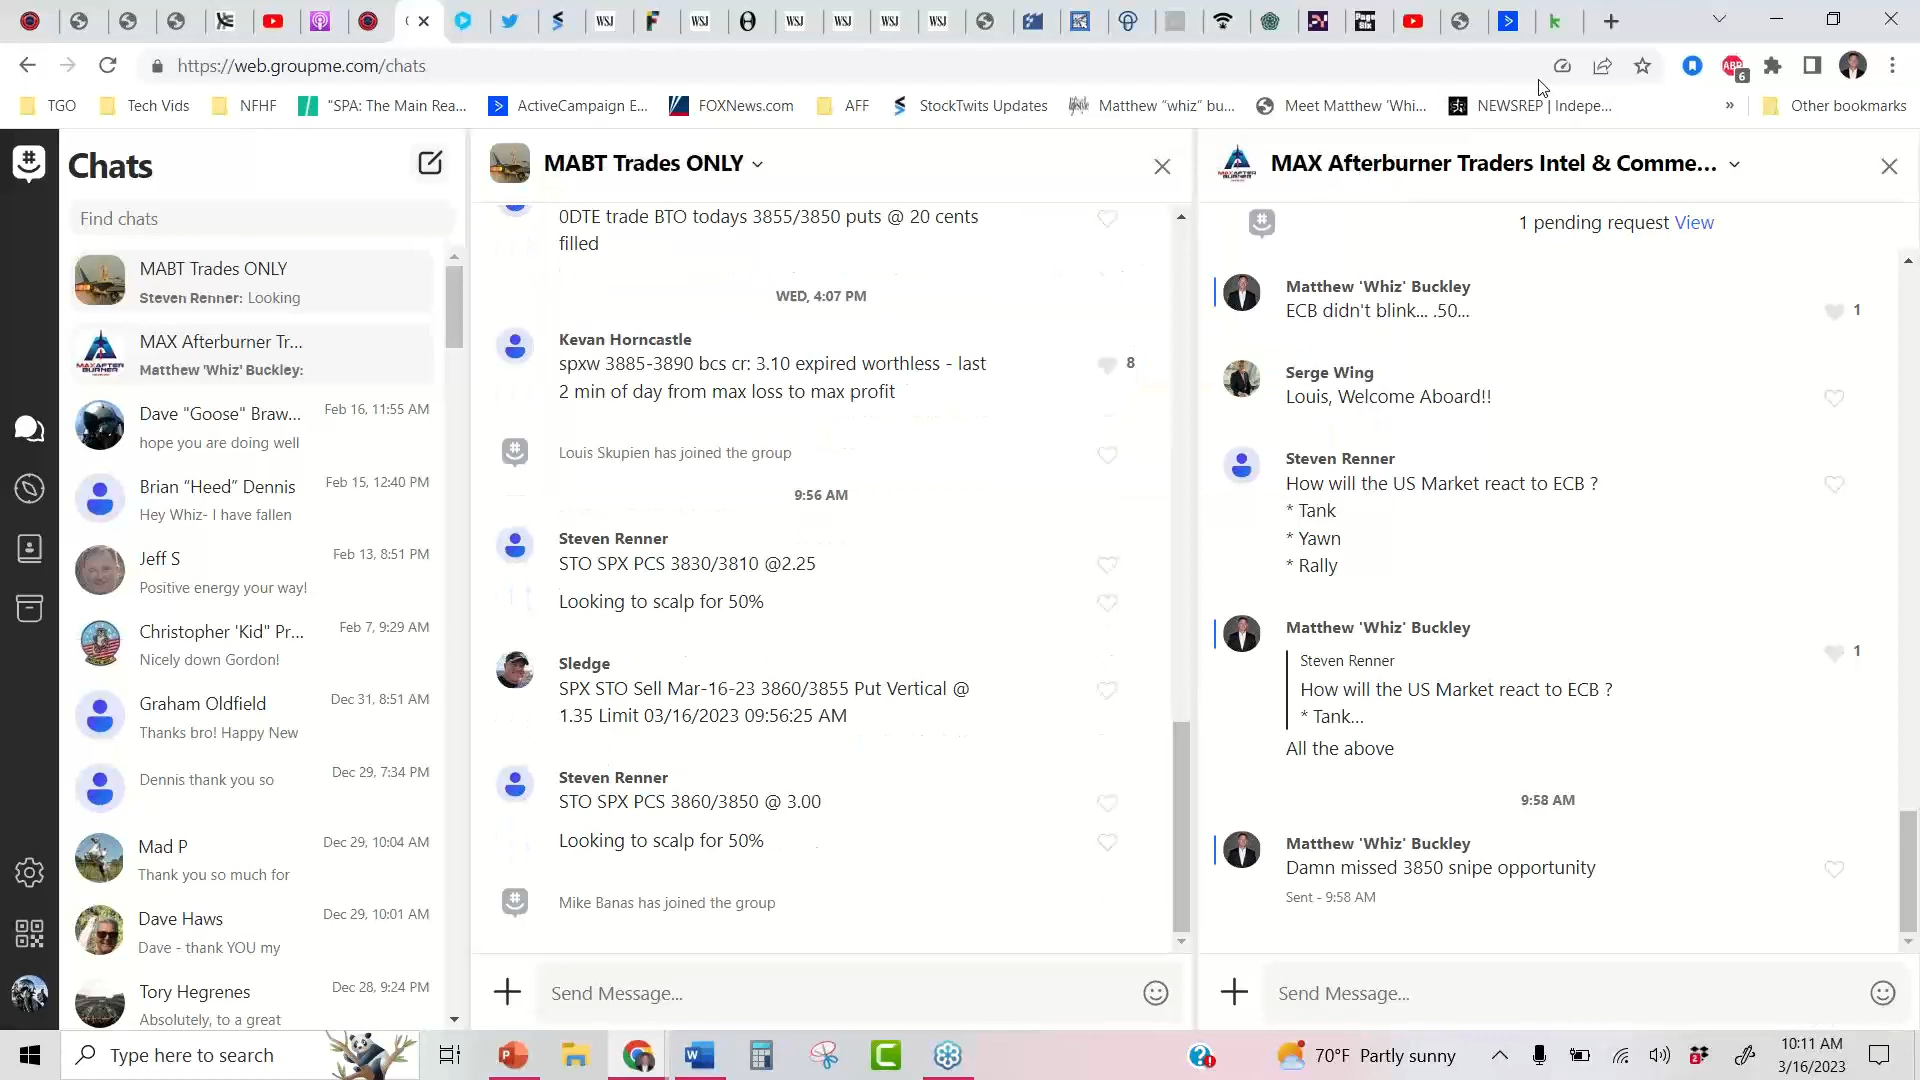 https://web.groupme.com/chats
TGO
Tech Vids
NFHF
"SPA: The Main Rea...
ActiveCampaign E...
FOXNews.com
AFF
StockTwits Updates
Matthew “whiz” bu...
Meet Matthew 'Whi...
NEWSREP | Indepe...
»
Other bookmarks
Chats
Find chats
MABT Trades ONLY
Steven Renner: Looking
MAX Afterburner Tr...
Matthew 'Whiz' Buckley:
Dave "Goose" Braw...
Feb 16, 11:55 AM
hope you are doing well
Brian “Heed” Dennis
Feb 15, 12:40 PM
Hey Whiz- I have fallen
Jeff S
Feb 13, 8:51 PM
Positive energy your way!
Christopher 'Kid" Pr...
Feb 7, 9:29 AM
Nicely down Gordon!
Graham Oldfield
Dec 31, 8:51 AM
Thanks bro! Happy New
Dennis thank you so
Dec 29, 7:34 PM
Mad P
Dec 29, 10:04 AM
Thank you so much for
Dave Haws
Dec 29, 10:01 AM
Dave - thank YOU my
Tory Hegrenes
Dec 28, 9:24 PM
Absolutely, to a great
MABT Trades ONLY
0DTE trade BTO todays 3855/3850 puts @ 20 cents
filled
WED, 4:07 PM
Kevan Horncastle
spxw 3885-3890 bcs cr: 3.10 expired worthless - last
2 min of day from max loss to max profit
8
Louis Skupien has joined the group
9:56 AM
Steven Renner
STO SPX PCS 3830/3810 @2.25
Looking to scalp for 50%
Sledge
SPX STO Sell Mar-16-23 3860/3855 Put Vertical @
1.35 Limit 03/16/2023 09:56:25 AM
Steven Renner
STO SPX PCS 3860/3850 @ 3.00
Looking to scalp for 50%
Mike Banas has joined the group
Send Message...
MAX Afterburner Traders Intel & Comme...
1 pending request View
Matthew 'Whiz' Buckley
ECB didn't blink... .50...
1
Serge Wing
Louis, Welcome Aboard!!
Steven Renner
How will the US Market react to ECB ?
* Tank
* Yawn
* Rally
Matthew 'Whiz' Buckley
Steven Renner
How will the US Market react to ECB ?
* Tank...
All the above
1
9:58 AM
Matthew 'Whiz' Buckley
Damn missed 3850 snipe opportunity
Sent - 9:58 AM
Send Message...
Type here to search
70°F Partly sunny
10:11 AM
3/16/2023